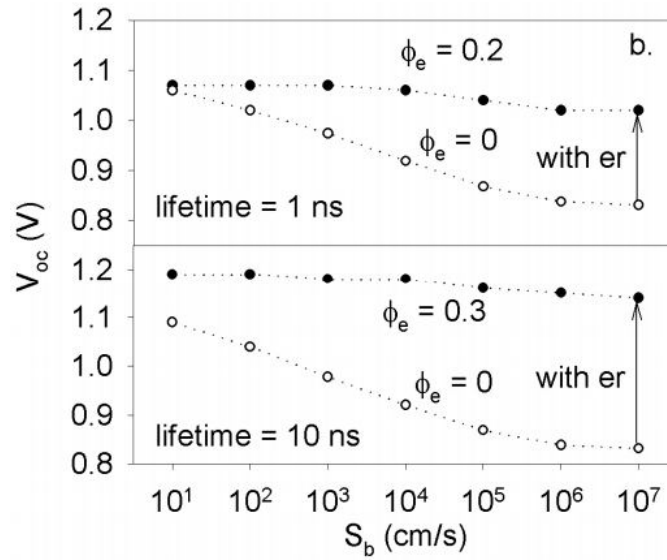 b.
ϕe = 0.2
1.2
1.1
1.0
0.9
0.8
ϕe = 0
with er
lifetime = 1 ns
Voc (V)
1.2
1.1
1.0
0.9
0.8
ϕe = 0.3
ϕe = 0
with er
lifetime = 10 ns
10¹ 10² 10³ 10⁴ 10⁵ 10⁶ 10⁷
Sb (cm/s)